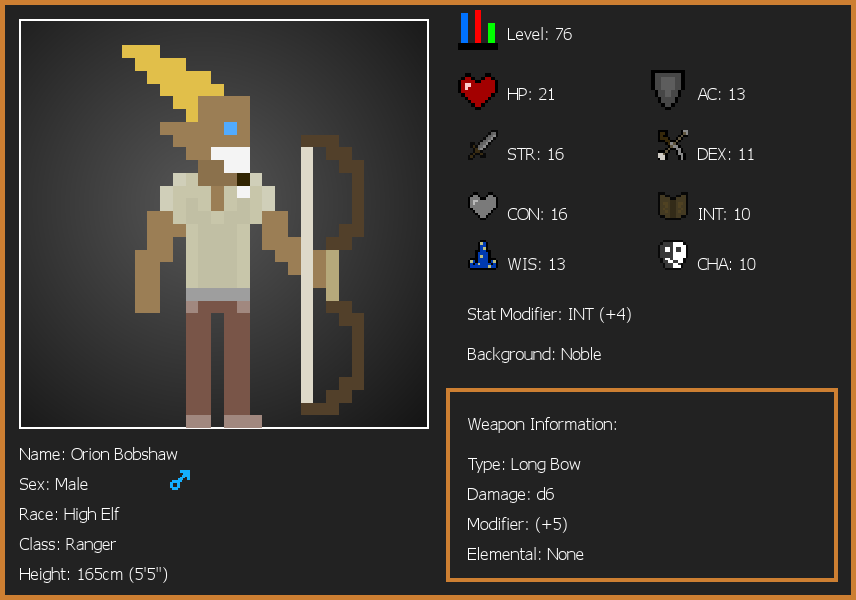 Level: 76
HP: 21
AC: 13
STR: 16
DEX: 11
CON: 16
INT: 10
WIS: 13
CHA: 10
Stat Modifier: INT (+4)
Background: Noble
Weapon Information:
Type: Long Bow
Damage: d6
Modifier: (+5)
Elemental: None
Name: Orion Bobshaw
Sex: Male
Race: High Elf
Class: Ranger
Height: 165cm (5'5")